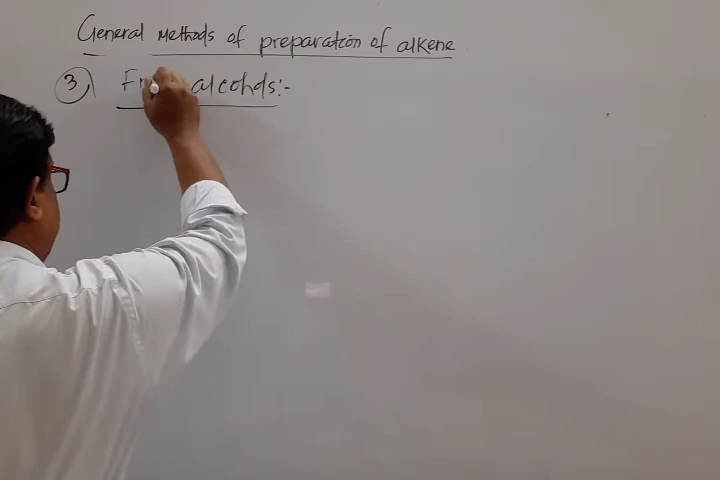 General Methods of preparation of alkene
3) alcohols:-